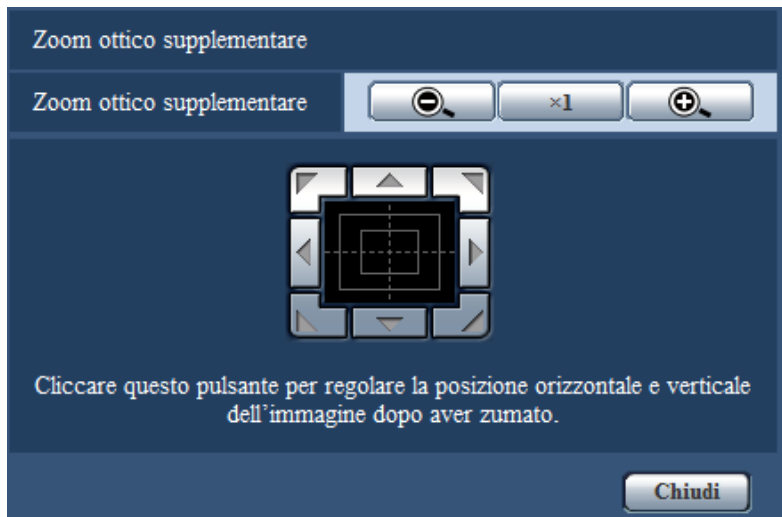 Zoom ottico supplementare
Zoom ottico supplementare
×1
Cliccare questo pulsante per regolare la posizione orizzontale e verticale
dell'immagine dopo aver zumato.
Chiudi